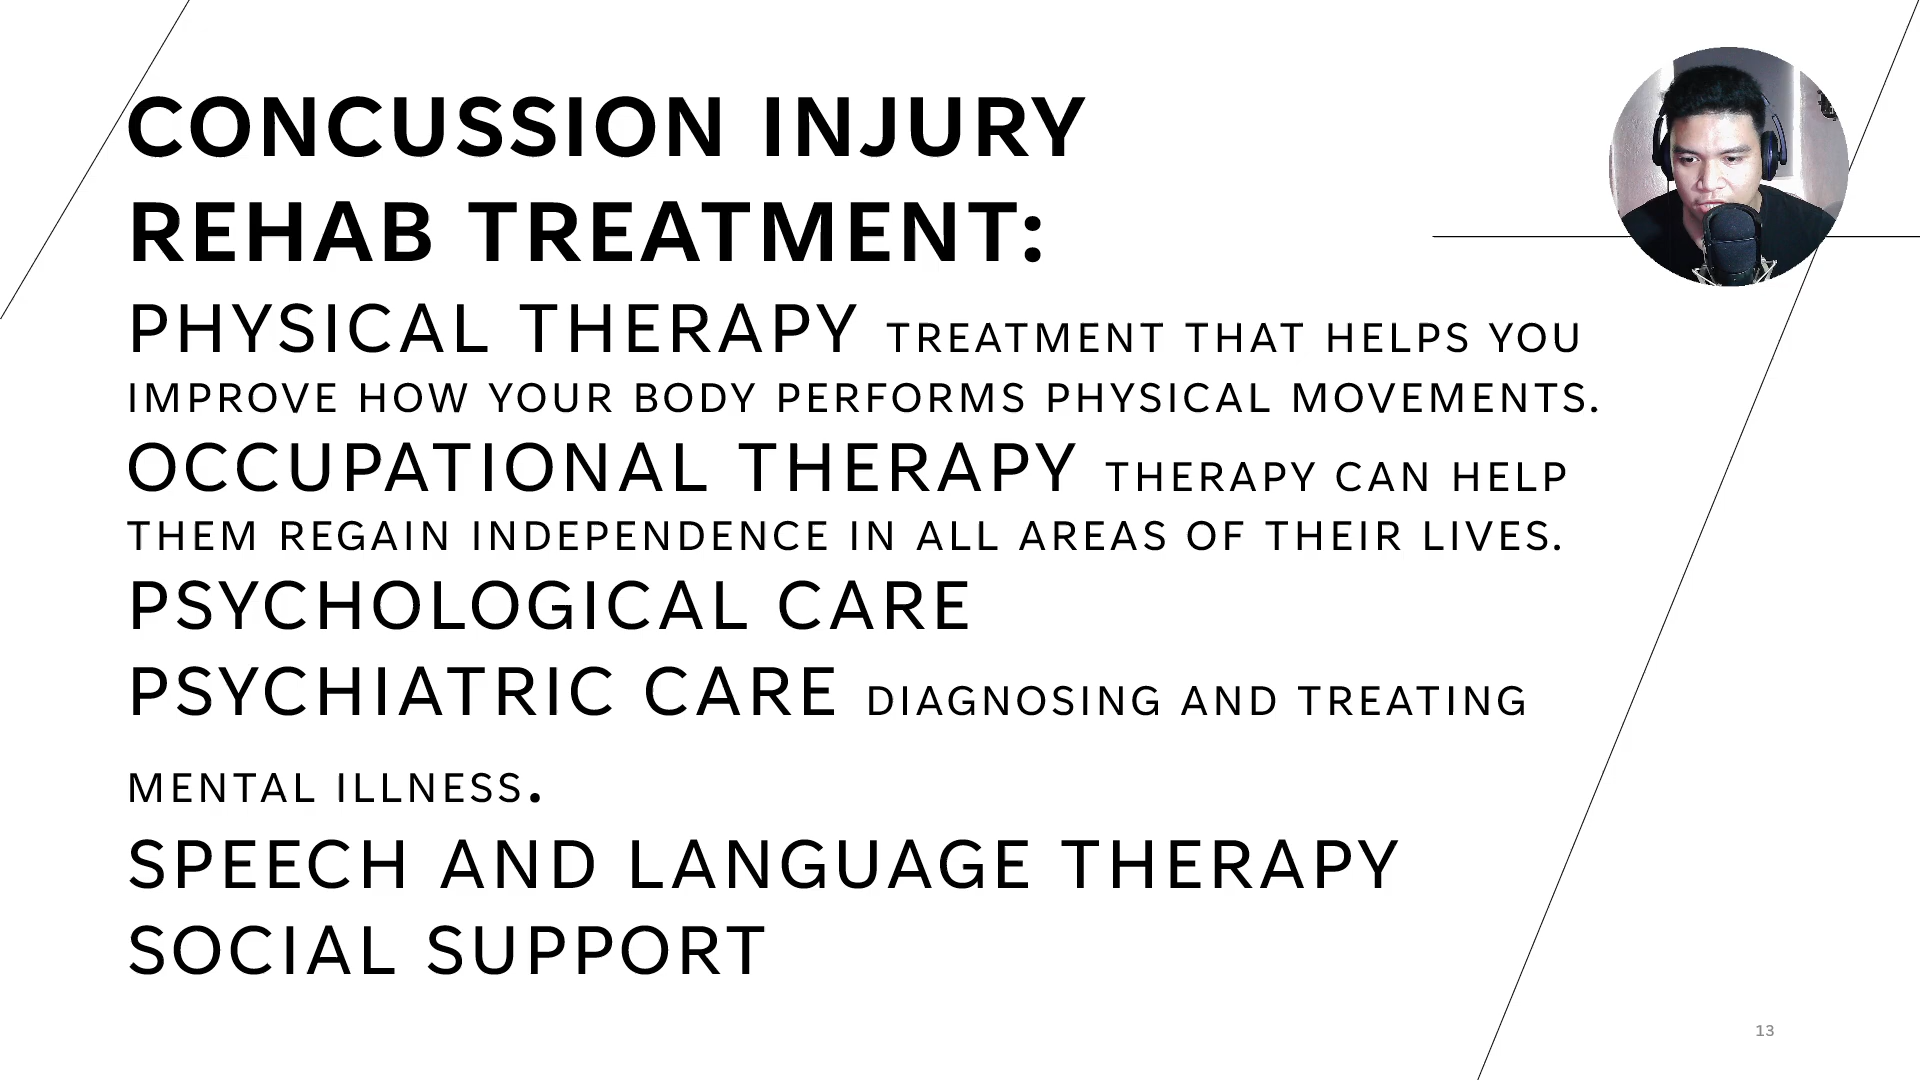 CONCUSSION INJURY
REHAB TREATMENT:
PHYSICAL THERAPY TREATMENT THAT HELPS YOU
IMPROVE HOW YOUR BODY PERFORMS PHYSICAL MOVEMENTS.
OCCUPATIONAL THERAPY THERAPY CAN HELP
THEM REGAIN INDEPENDENCE IN ALL AREAS OF THEIR LIVES.
PSYCHOLOGICAL CARE
PSYCHIATRIC CARE DIAGNOSING AND TREATING
MENTAL ILLNESS.
SPEECH AND LANGUAGE THERAPY
SOCIAL SUPPORT
13